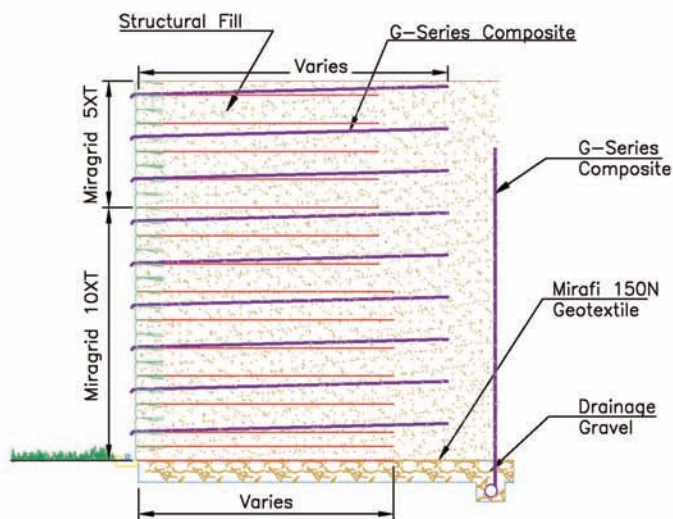 Structural Fill
G-Series Composite
Varies
Miragrid 5XT
G-Series
Composite
Miragrid 10XT
Mirafi 150N
Geotextile
Drainage
Gravel
Varies